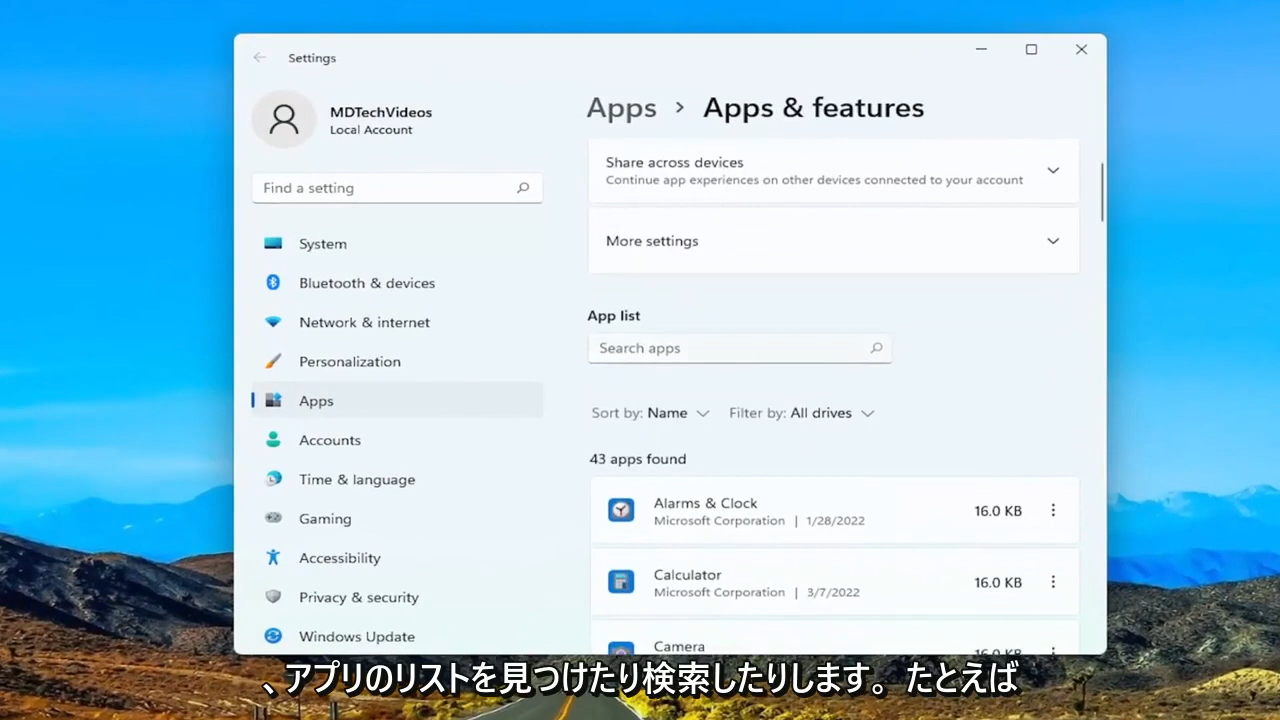 Settings
MDTechVideos
Local Account
Find a setting
System
Bluetooth & devices
Network & internet
Personalization
Apps
Accounts
Time & language
Gaming
Accessibility
Privacy & security
Windows Update
Apps > Apps & features
Share across devices
Continue app experiences on other devices connected to your account
More settings
App list
Search apps
Sort by: Name Filter by: All drives
43 apps found
Alarms & Clock
Microsoft Corporation | 1/28/2022
16.0 KB
Calculator
Microsoft Corporation | 3/7/2022
16.0 KB
Camera
16.0 KB
、アプリのリストを見つけたり検索したりします。たとえば